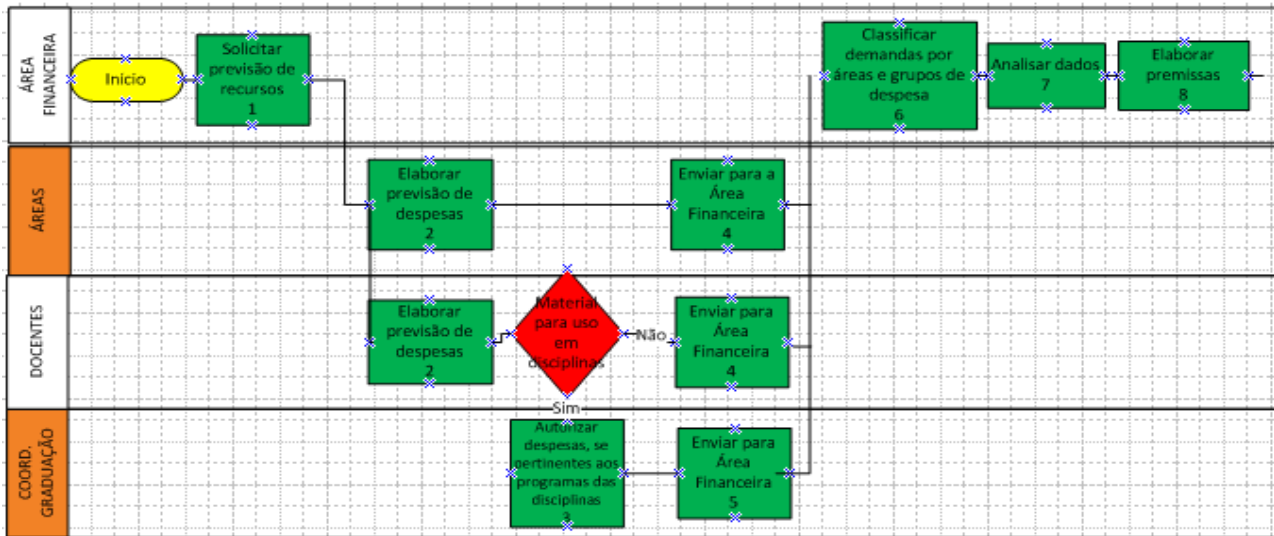 ÁREA
FINANCEIRA
Inicio
Solicitar
previsão de
recursos
1
Classificar
demandas por
áreas e grupos de
despesa
6
Analisar dados
7
Elaborar
premissas
8
ÁREAS
Elaborar
previsão de
despesas
2
Enviar para a
Área
Financeira
4
DOCENTES
Elaborar
previsão de
despesas
2
Material
para uso
em
disciplinas
Não
Enviar para
Área
Financeira
4
Sim
COORD.
GRADUAÇÃO
Autorizar
despesas, se
pertinentes aos
programas das
disciplinas
3
Enviar para
Área
Financeira
5